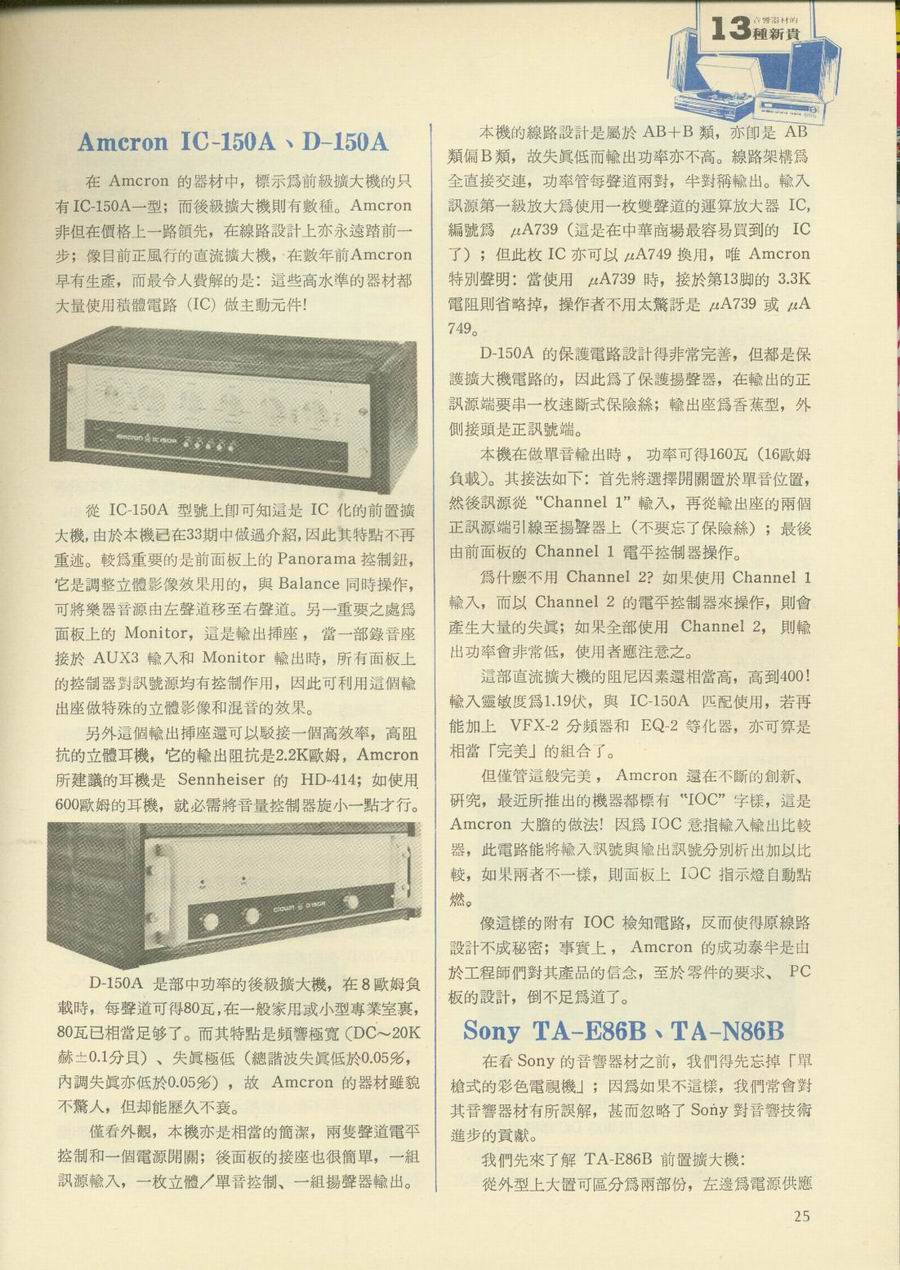 音響器材的
13種新貴
Amcron IC-150A、D-150A
在 Amcron 的器材中，標示爲前級擴大機的只
有IC-150A一型；而後級擴大機則有數種。Amcron
非但在價格上一路領先，在線路設計上亦永遠踏前一
步；像目前正風行的直流擴大機，在數年前Amcron
早有生產，而最令人費解的是：這些高水準的器材都
大量使用積體電路（IC）做主動元件!
amcron IC 150A
從 IC-150A 型號上卽可知這是 IC 化的前置擴
大機,由於本機已在33期中做過介紹,因此其特點不再
重述。較爲重要的是前面板上的 Panorama 控制鈕，
它是調整立體影像效果用的，與 Balance 同時操作，
可將樂器音源由左聲道移至右聲道。另一重要之處爲
面板上的 Monitor，這是輸出揷座，當一部錄音座
接於 AUX3 輸入和 Monitor 輸出時，所有面板上
的控制器對訊號源均有控制作用，因此可利用這個輸
出座做特殊的立體影像和混音的效果。
另外這個輸出揷座還可以駁接一個高效率，高阻
抗的立體耳機，它的輸出阻抗是2.2K歐姆，Amcron
所建議的耳機是 Sennheiser 的 HD-414；如使用
600歐姆的耳機，就必需將音量控制器旋小一點才行。
crown D 150A
D-150A 是部中功率的後級擴大機，在8歐姆負
載時，每聲道可得80瓦,在一般家用或小型專業室裏，
80瓦已相當足够了。而其特點是頻響極寬（DC～20K
赫±0.1分貝）、失眞極低（總諧波失眞低於0.05%，
內調失眞亦低於0.05%），故 Amcron 的器材雖貌
不驚人，但却能歷久不衰。
僅看外觀，本機亦是相當的簡潔，兩隻聲道電平
控制和一個電源開關；後面板的接座也很簡單，一組
訊源輸入，一枚立體／單音控制、一組揚聲器輸出。
本機的線路設計是屬於 AB+B 類，亦卽是 AB
類偏B類，故失眞低而輸出功率亦不高。線路架構爲
全直接交連，功率管每聲道兩對，半對稱輸出。輸入
訊源第一級放大爲使用一枚雙聲道的運算放大器 IC,
編號爲 μA739（這是在中華商場最容易買到的 IC
了）；但此枚 IC 亦可以 μA749 換用，唯 Amcron
特別聲明：當使用 μA739 時，接於第13脚的 3.3K
電阻則省略掉，操作者不用太驚訝是 μA739 或 μA
749。
D-150A 的保護電路設計得非常完善，但都是保
護擴大機電路的，因此爲了保護揚聲器，在輸出的正
訊源端要串一枚速斷式保險絲；輸出座爲香蕉型，外
側接頭是正訊號端。
本機在做單音輸出時，功率可得160瓦（16歐姆
負載)。其接法如下：首先將選擇開關置於單音位置，
然後訊源從 “Channel 1” 輸入，再從輸出座的兩個
正訊源端引線至揚聲器上（不要忘了保險絲）；最後
由前面板的 Channel 1 電平控制器操作。
爲什麽不用 Channel 2? 如果使用 Channel 1
輸入，而以 Channel 2 的電平控制器來操作，則會
產生大量的失眞；如果全部使用 Channel 2，則輸
出功率會非常低，使用者應注意之。
這部直流擴大機的阻尼因素還相當高，高到400!
輸入靈敏度爲1.19伏，與 IC-150A 匹配使用，若再
能加上 VFX-2 分頻器和 EQ-2 等化器，亦可算是
相當「完美」的組合了。
但僅管這般完美，Amcron 還在不斷的創新、
研究，最近所推出的機器都標有 “IOC” 字樣，這是
Amcron 大膽的做法! 因爲 IOC 意指輸入輸出比較
器，此電路能將輸入訊號與輸出訊號分別析出加以比
較，如果兩者不一樣，則面板上 IOC 指示燈自動點
燃。
像這樣的附有 IOC 檢知電路，反而使得原線路
設計不成秘密；事實上，Amcron 的成功泰半是由
於工程師們對其產品的信念，至於零件的要求、 PC
板的設計，倒不足爲道了。
Sony TA-E86B、TA-N86B
在看 Sony 的音響器材之前，我們得先忘掉「單
槍式的彩色電視機」；因爲如果不這樣，我們常會對
其音響器材有所誤解，甚而忽略了 Sony 對音響技術
進步的貢獻。
我們先來了解 TA-E86B 前置擴大機：
從外型上大置可區分爲兩部份，左邊爲電源供應
25